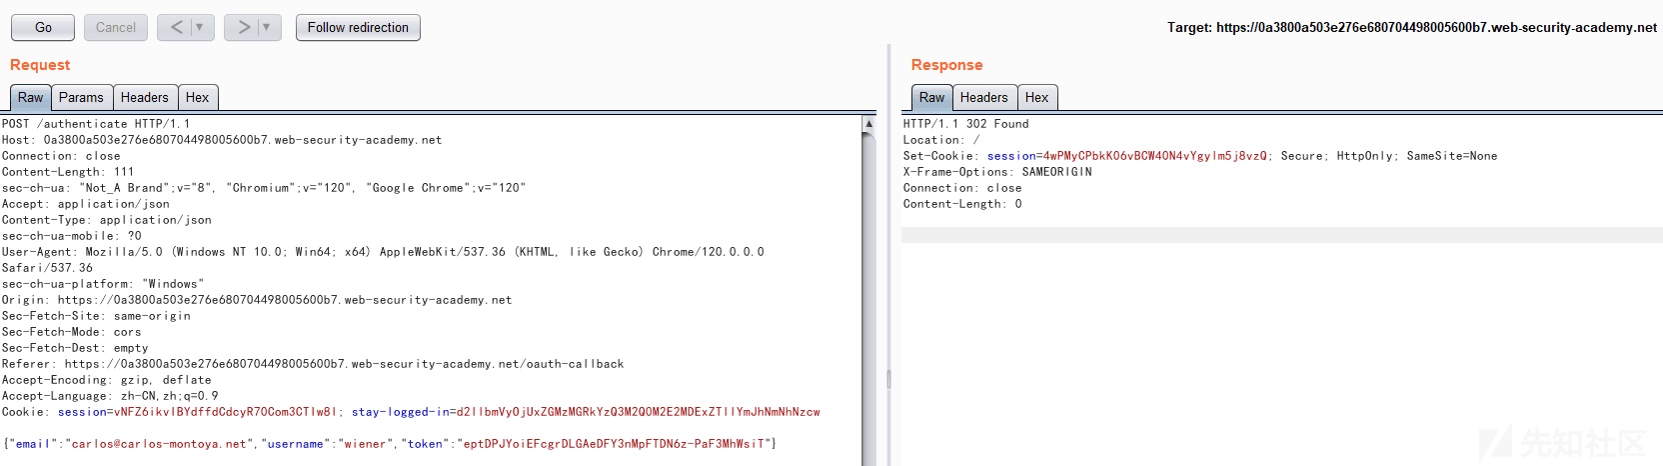 Go Cancel < ▼ > ▼ Follow redirection Target: https://0a3800a503e276e680704498005600b7.web-security-academy.net
Request
Raw Params Headers Hex
POST /authenticate HTTP/1.1
Host: 0a3800a503e276e680704498005600b7.web-security-academy.net
Connection: close
Content-Length: 111
sec-ch-ua: "Not_A Brand";v="8", "Chromium";v="120", "Google Chrome";v="120"
Accept: application/json
Content-Type: application/json
sec-ch-ua-mobile: ?0
User-Agent: Mozilla/5.0 (Windows NT 10.0; Win64; x64) AppleWebKit/537.36 (KHTML, like Gecko) Chrome/120.0.0.0
Safari/537.36
sec-ch-ua-platform: "Windows"
Origin: https://0a3800a503e276e680704498005600b7.web-security-academy.net
Sec-Fetch-Site: same-origin
Sec-Fetch-Mode: cors
Sec-Fetch-Dest: empty
Referer: https://0a3800a503e276e680704498005600b7.web-security-academy.net/oauth-callback
Accept-Encoding: gzip, deflate
Accept-Language: zh-CN,zh;q=0.9
Cookie: session=vNFZ6ikvIBYdffdCdcyR70Com3CTIw8l; stay-logged-in=d2llbmVyOjUxZGMzMGRkYzQ3M2Q0M2E2MDExZTllYmJhNmNhNzcw
{"email":"carlos@carlos-montoya.net","username":"wiener","token":"eptDPJYoiEFcgrDLGAeDFY3nMpFTDN6z-PaF3MhWsiT"}
Response
Raw Headers Hex
HTTP/1.1 302 Found
Location: /
Set-Cookie: session=4wPMyCPbkK06vBCW40N4vYgylm5j8vzQ; Secure; HttpOnly; SameSite=None
X-Frame-Options: SAMEORIGIN
Connection: close
Content-Length: 0
先知社区